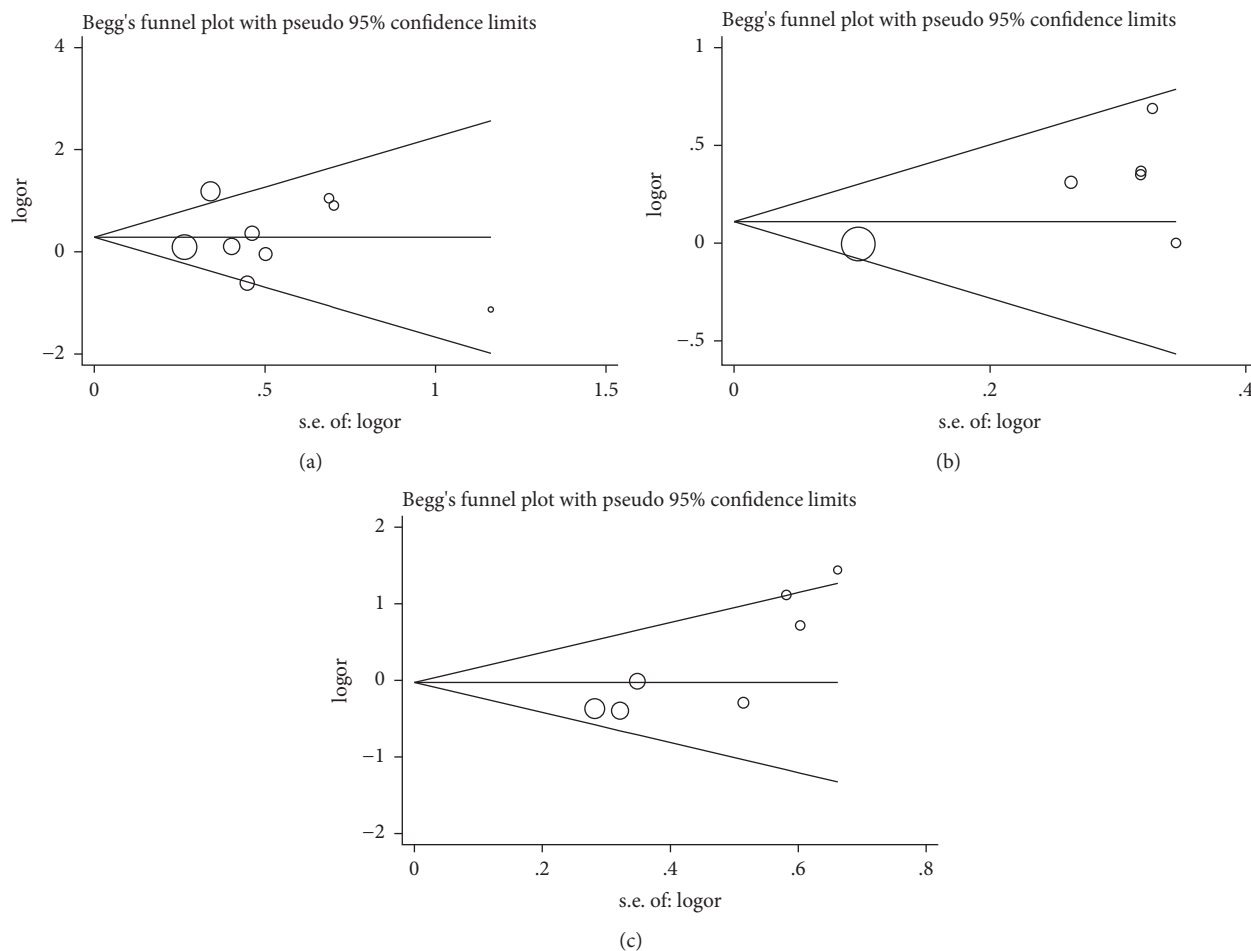 Begg's funnel plot with pseudo 95% confidence limits
4
2
0
−2
logor
0
.5
1
1.5
s.e. of: logor
(a)
Begg's funnel plot with pseudo 95% confidence limits
1
.5
0
−.5
logor
0
.2
.4
s.e. of: logor
(b)
Begg's funnel plot with pseudo 95% confidence limits
2
1
0
−1
−2
logor
0
.2
.4
.6
.8
s.e. of: logor
(c)